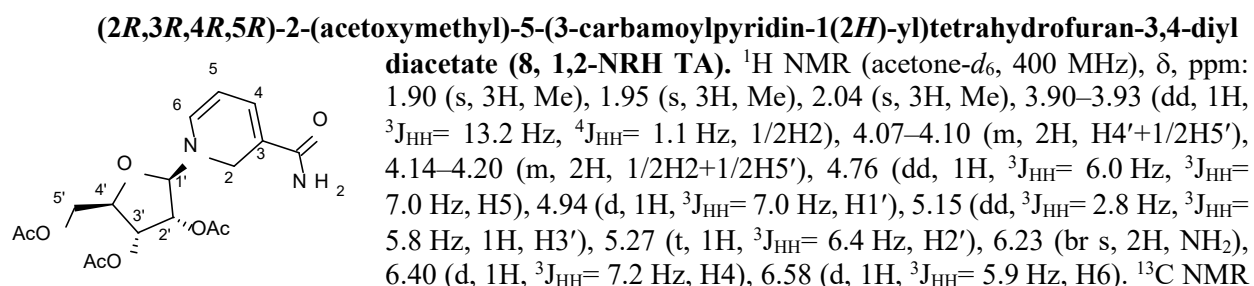 (2R,3R,4R,5R)-2-(acetoxymethyl)-5-(3-carbamoylpyridin-1(2H)-yl)tetrahydrofuran-3,4-diyl
diacetate (8, 1,2-NRH TA). ¹H NMR (acetone-d₆, 400 MHz), δ, ppm:
1.90 (s, 3H, Me), 1.95 (s, 3H, Me), 2.04 (s, 3H, Me), 3.90–3.93 (dd, 1H,
³J_HH= 13.2 Hz, ⁴J_HH= 1.1 Hz, 1/2H2), 4.07–4.10 (m, 2H, H4′+1/2H5′),
4.14–4.20 (m, 2H, 1/2H2+1/2H5′), 4.76 (dd, 1H, ³J_HH= 6.0 Hz, ³J_HH=
7.0 Hz, H5), 4.94 (d, 1H, ³J_HH= 7.0 Hz, H1′), 5.15 (dd, ³J_HH= 2.8 Hz, ³J_HH=
5.8 Hz, 1H, H3′), 5.27 (t, 1H, ³J_HH= 6.4 Hz, H2′), 6.23 (br s, 2H, NH₂),
6.40 (d, 1H, ³J_HH= 7.2 Hz, H4), 6.58 (d, 1H, ³J_HH= 5.9 Hz, H6). ¹³C NMR
5
6
4
O
N
3
2
NH₂
O
1'
4'
5'
3'
2'
AcO
OAc
AcO